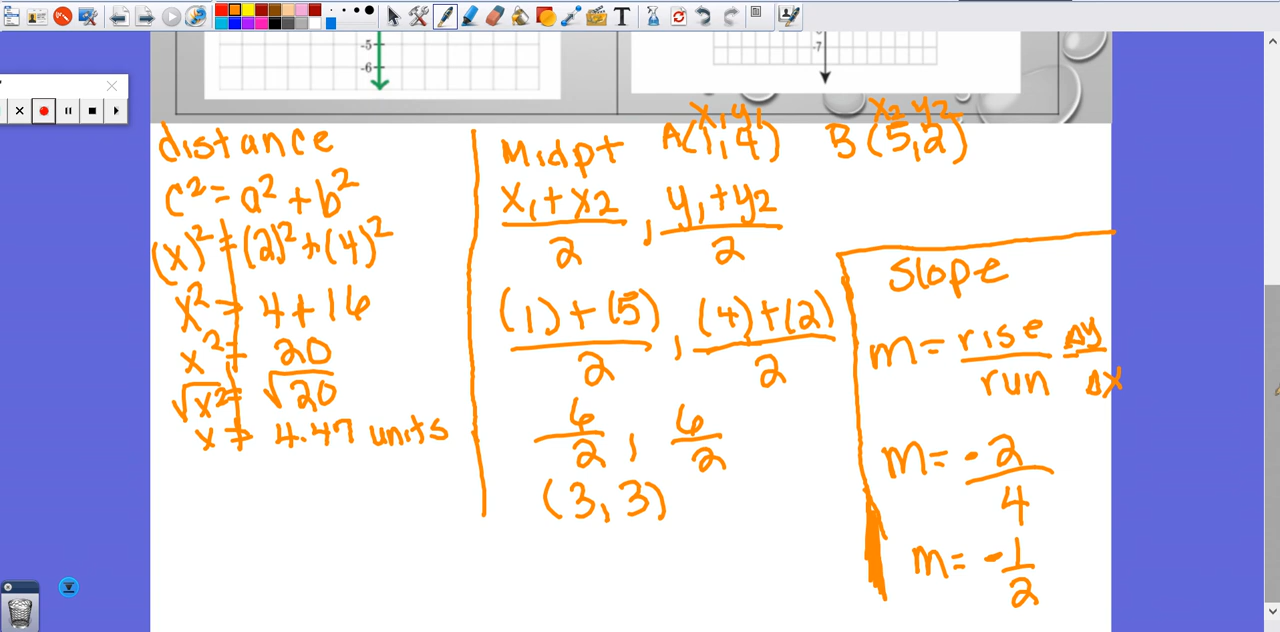 -5
-6
-7
distance
c² = a² + b²
(x)² = (2)² + (4)²
x² = 4 + 16
x² = 20
√x² = √20
x = 4.47 units
Midpt A(1,4) B(5,2)
x₁ y₁ x₂ y₂
x₁ + x₂ / 2 , y₁ + y₂ / 2
(1) + (5) / 2 , (4) + (2) / 2
6/2 , 6/2
(3, 3)
Slope
m = rise/run Δy/Δx
m = -2/4
m = -1/2
T